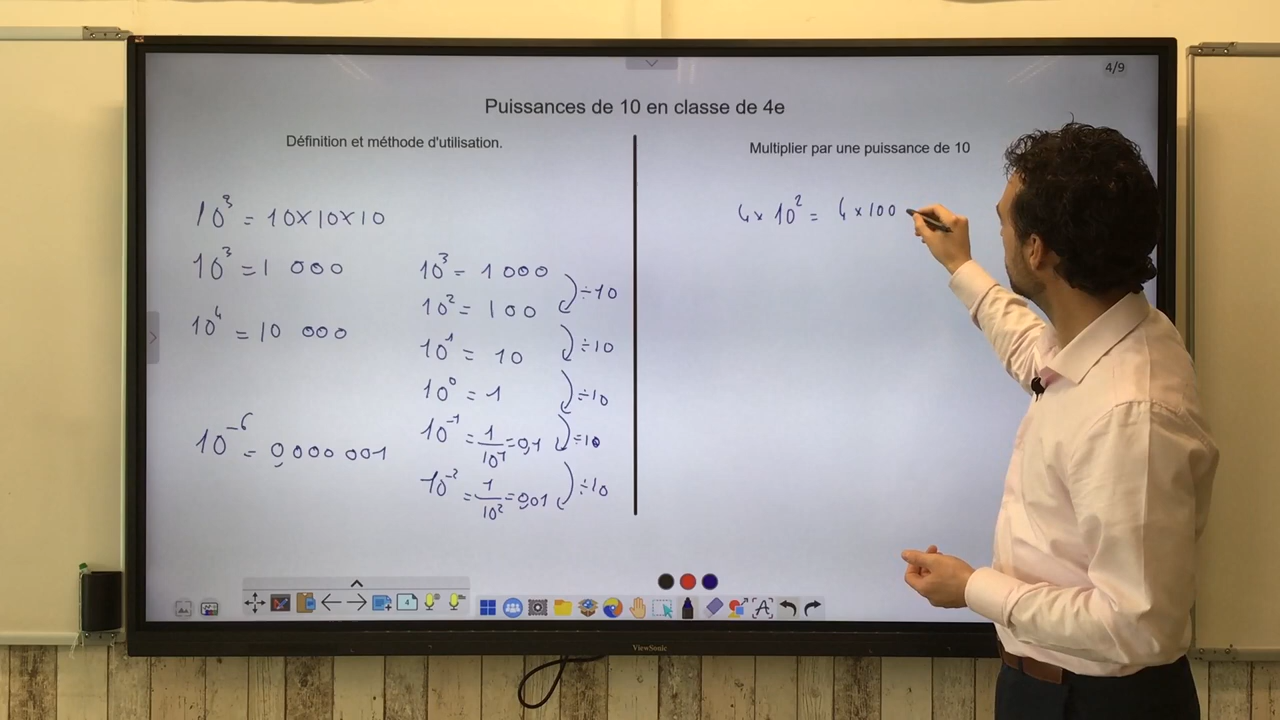 4/9
Puissances de 10 en classe de 4e
Définition et méthode d'utilisation.
10³ = 10×10×10
10³ = 1 000
10⁴ = 10 000
10⁻⁶ = 0,000 001
10³ = 1 000
÷10
10² = 100
÷10
10¹ = 10
÷10
10⁰ = 1
÷10
10⁻¹ = 1/10¹ = 0,1
÷10
10⁻² = 1/10² = 0,01
Multiplier par une puissance de 10
4 × 10² = 4 × 100
4
A
ViewSonic